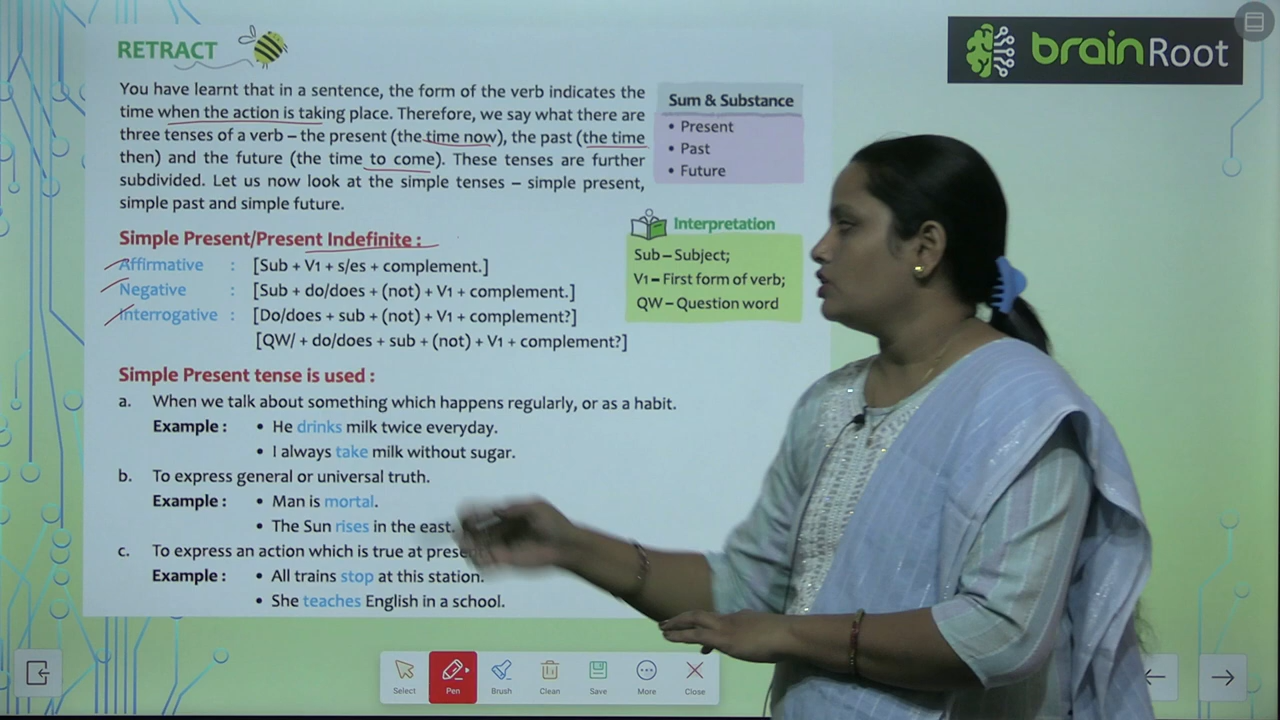 RETRACT
brainRoot
You have learnt that in a sentence, the form of the verb indicates the
time when the action is taking place. Therefore, we say what there are
three tenses of a verb – the present (the time now), the past (the time
then) and the future (the time to come). These tenses are further
subdivided. Let us now look at the simple tenses – simple present,
simple past and simple future.
Sum & Substance
• Present
• Past
• Future
Simple Present/Present Indefinite :
Affirmative : [Sub + V1 + s/es + complement.]
Negative : [Sub + do/does + (not) + V1 + complement.]
Interrogative : [Do/does + sub + (not) + V1 + complement?]
[QW/ + do/does + sub + (not) + V1 + complement?]
Interpretation
Sub – Subject;
V1 – First form of verb;
QW – Question word
Simple Present tense is used :
a. When we talk about something which happens regularly, or as a habit.
Example : • He drinks milk twice everyday.
• I always take milk without sugar.
b. To express general or universal truth.
Example : • Man is mortal.
• The Sun rises in the east.
c. To express an action which is true at
Example : • All trains stop at this station.
• She teaches English in a school.
Select Pen Brush Clean Save More Close